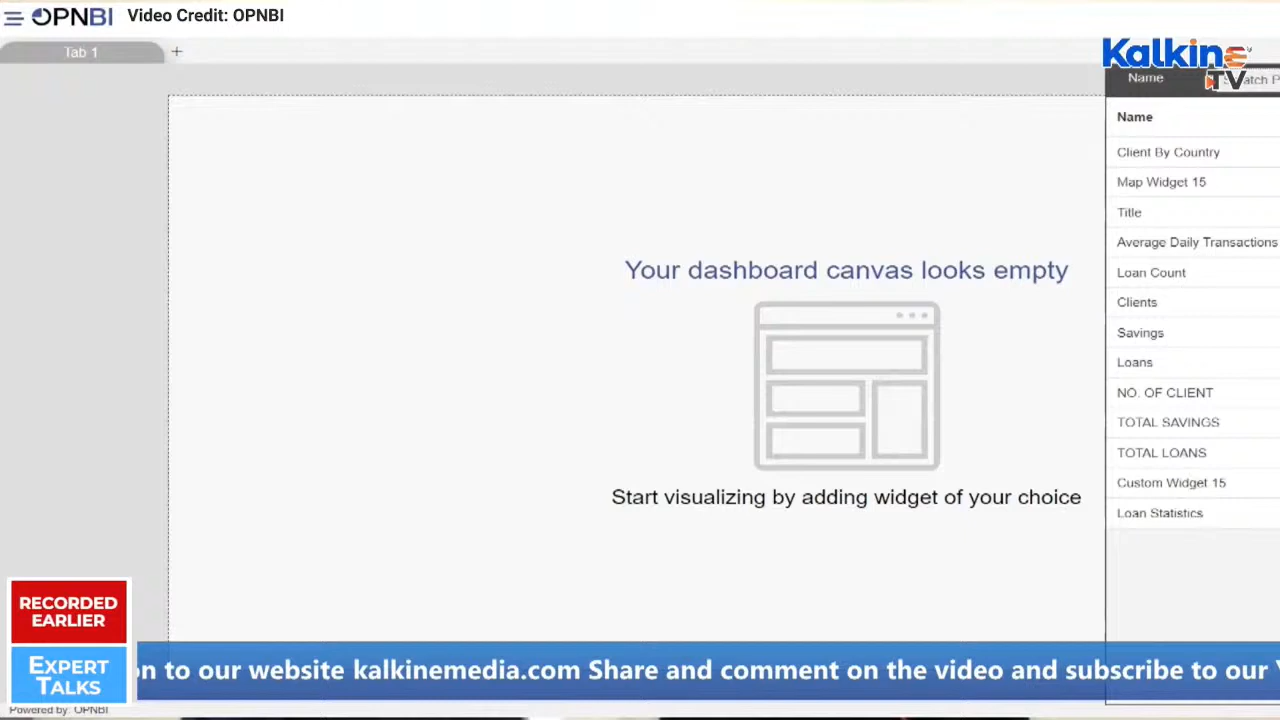 OPNBI Video Credit: OPNBI
Tab 1 +
Kalkine
TV
Name
Name
Client By Country
Map Widget 15
Title
Average Daily Transactions
Loan Count
Clients
Savings
Loans
NO. OF CLIENT
TOTAL SAVINGS
TOTAL LOANS
Custom Widget 15
Loan Statistics
Your dashboard canvas looks empty
Start visualizing by adding widget of your choice
RECORDED
EARLIER
EXPERT
TALKS
on to our website kalkinemedia.com Share and comment on the video and subscribe to our
Powered by: OPNBI